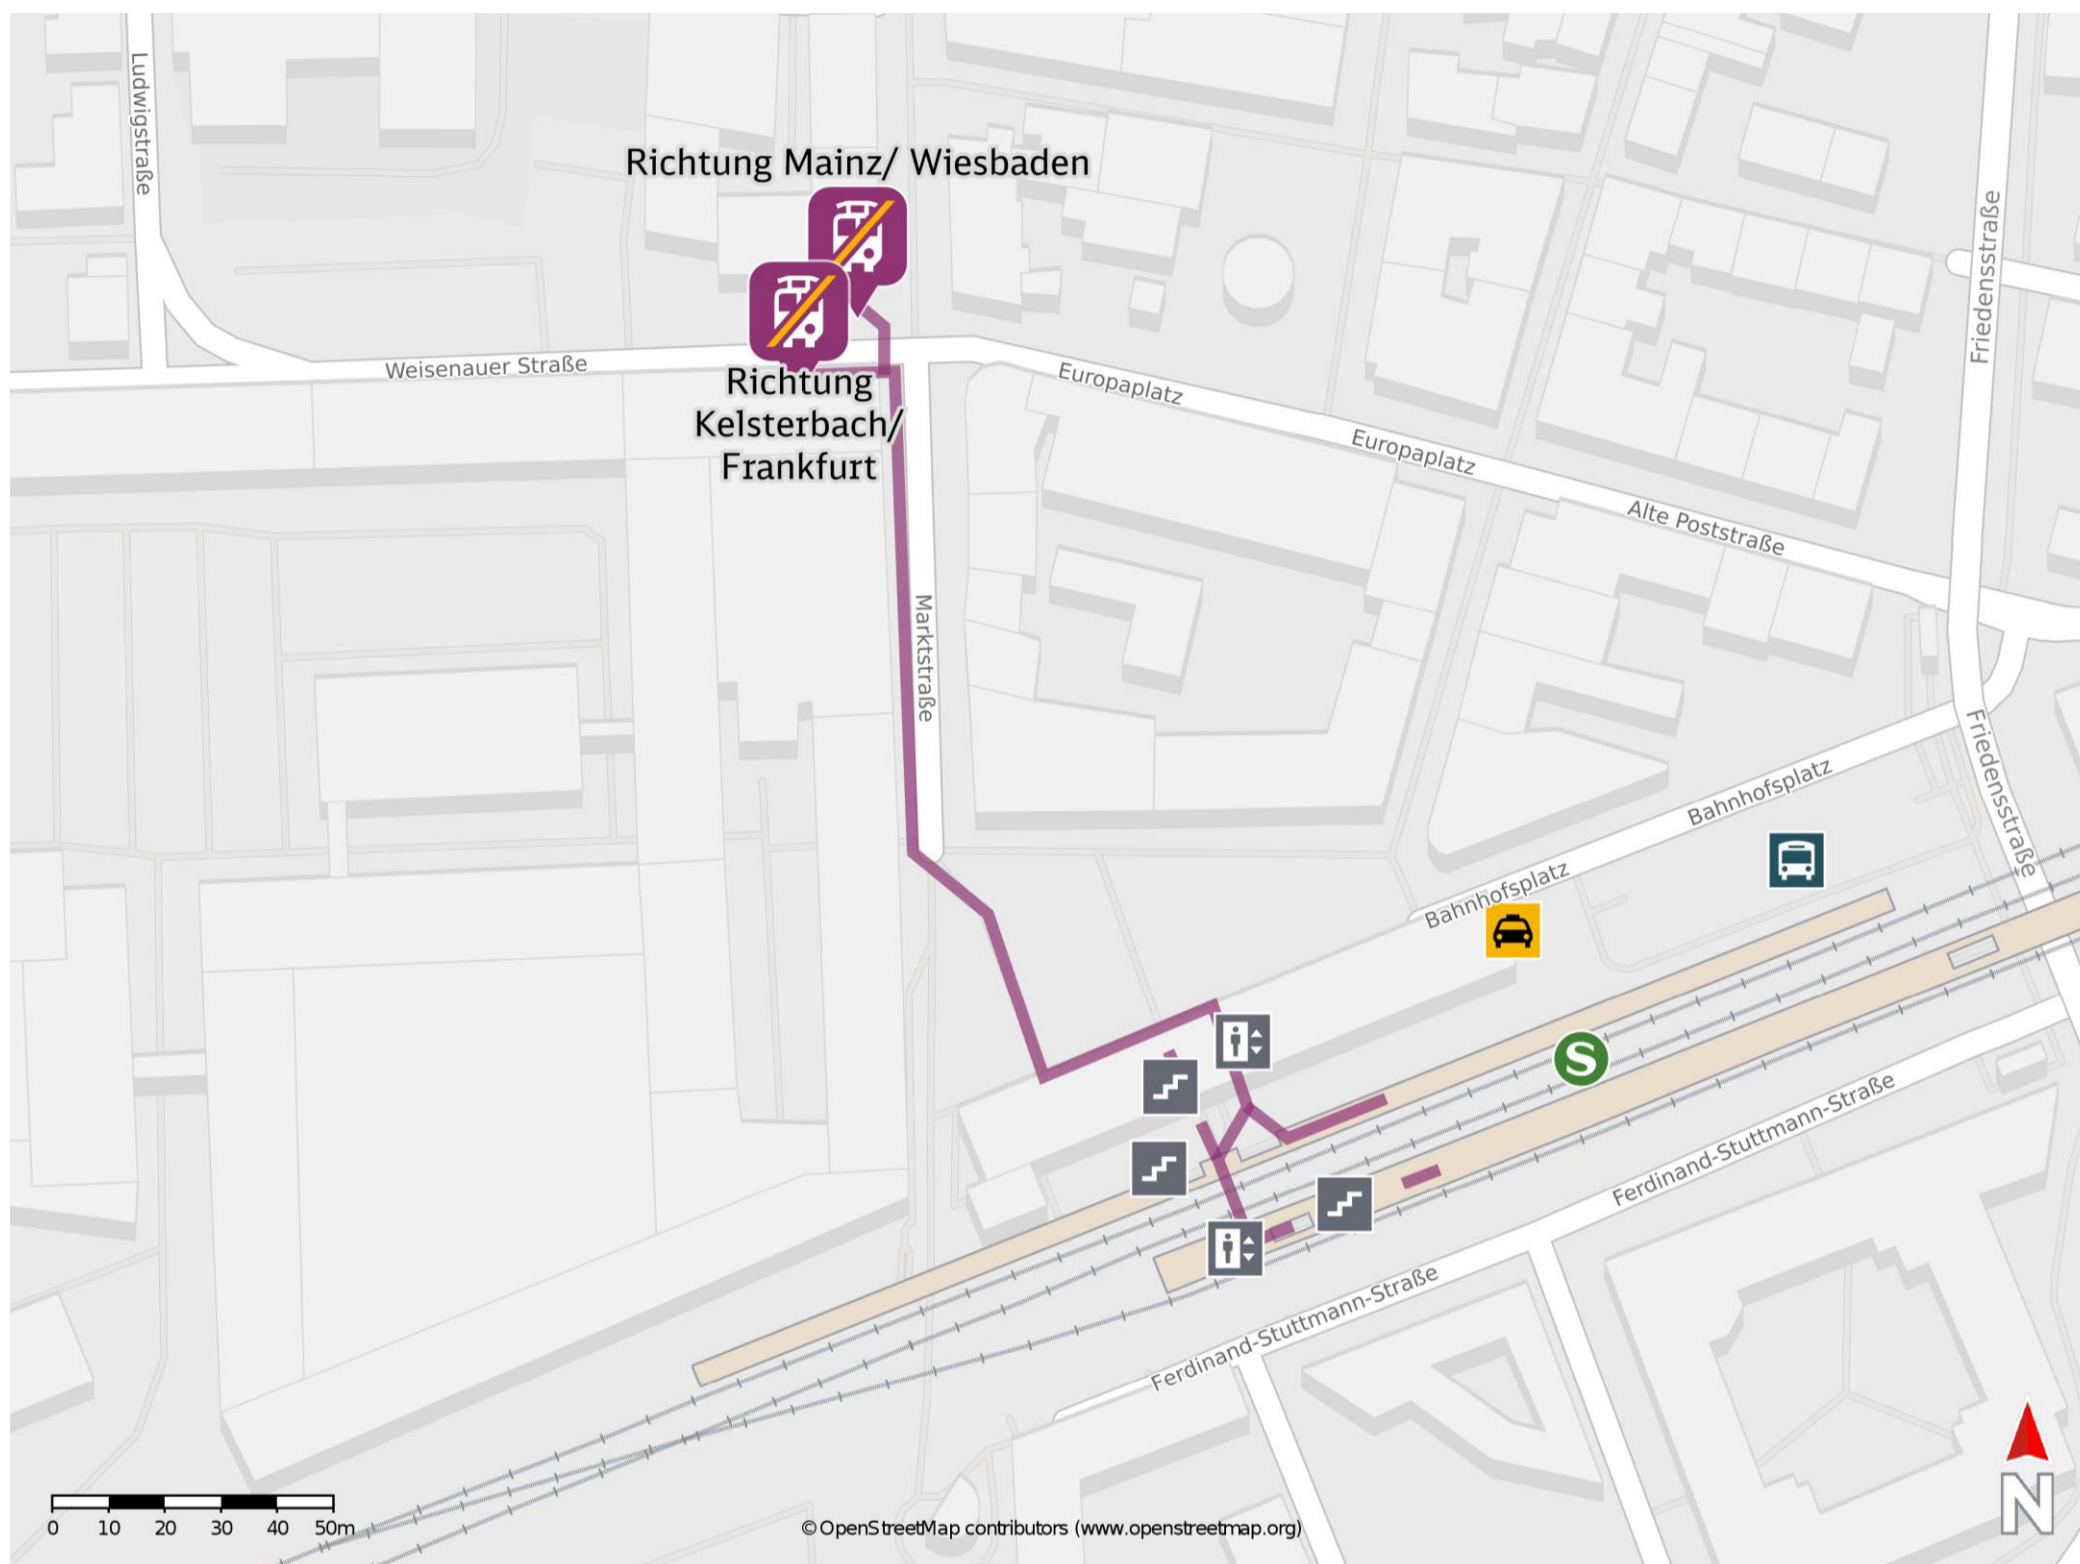 Ludwigstraße
Richtung Mainz/ Wiesbaden
Friedensstraße
Weisenauer Straße
Richtung
Kelsterbach/
Frankfurt
Europaplatz
Europaplatz
Alte Poststraße
Marktstraße
Friedensstraße
Bahnhofsplatz
Bahnhofsplatz
S
Ferdinand-Stuttmann-Straße
Ferdinand-Stuttmann-Straße
N
0 10 20 30 40 50m
©OpenStreetMap contributors (www.openstreetmap.org)